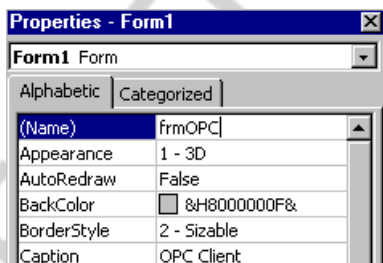 Properties - Form1
Form1 Form
Alphabetic Categorized
(Name) frmOPC
Appearance 1 - 3D
AutoRedraw False
BackColor &H8000000F&
BorderStyle 2 - Sizable
Caption OPC Client